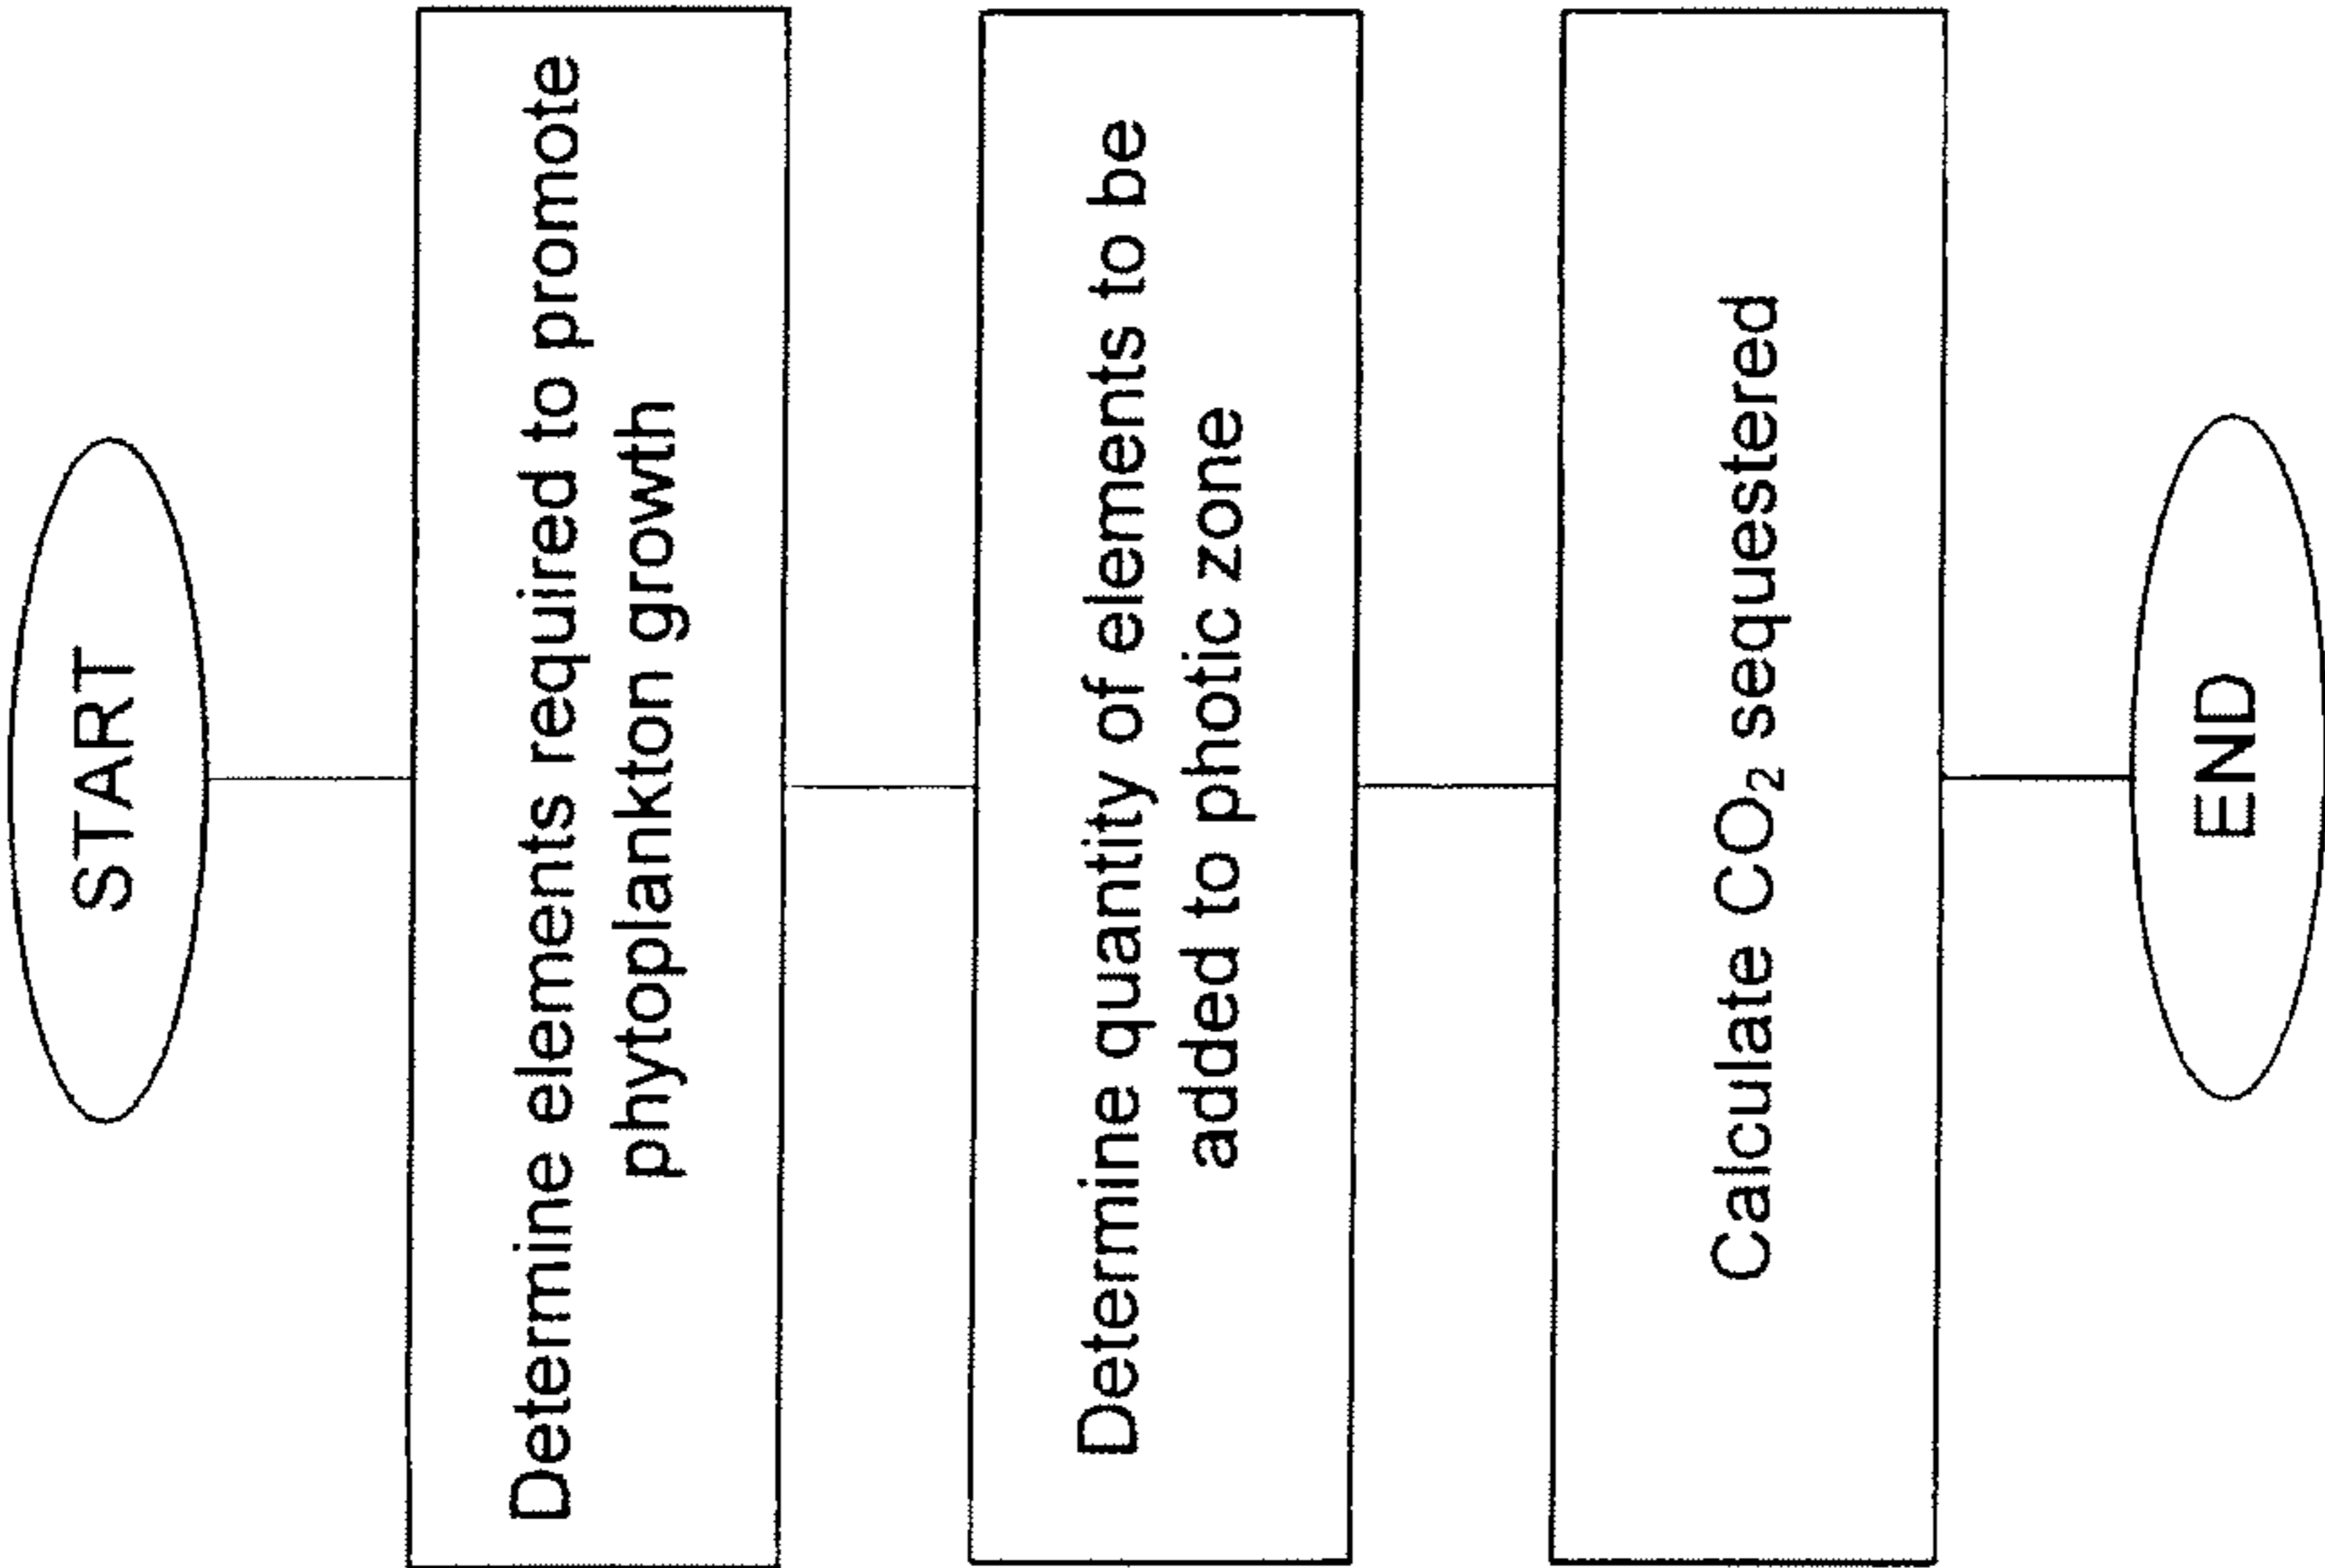 START
Determine elements required to promote
phytoplankton growth
Determine quantity of elements to be
added to photic zone
Calculate CO₂ sequestered
END